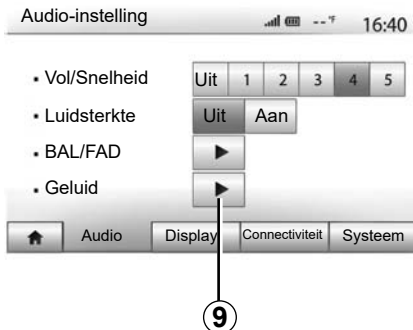 Audio-instelling --°F 16:40
Vol/Snelheid Uit 1 2 3 4 5
Luidsterkte Uit Aan
BAL/FAD
Geluid
Audio Display Connectiviteit Systeem
9